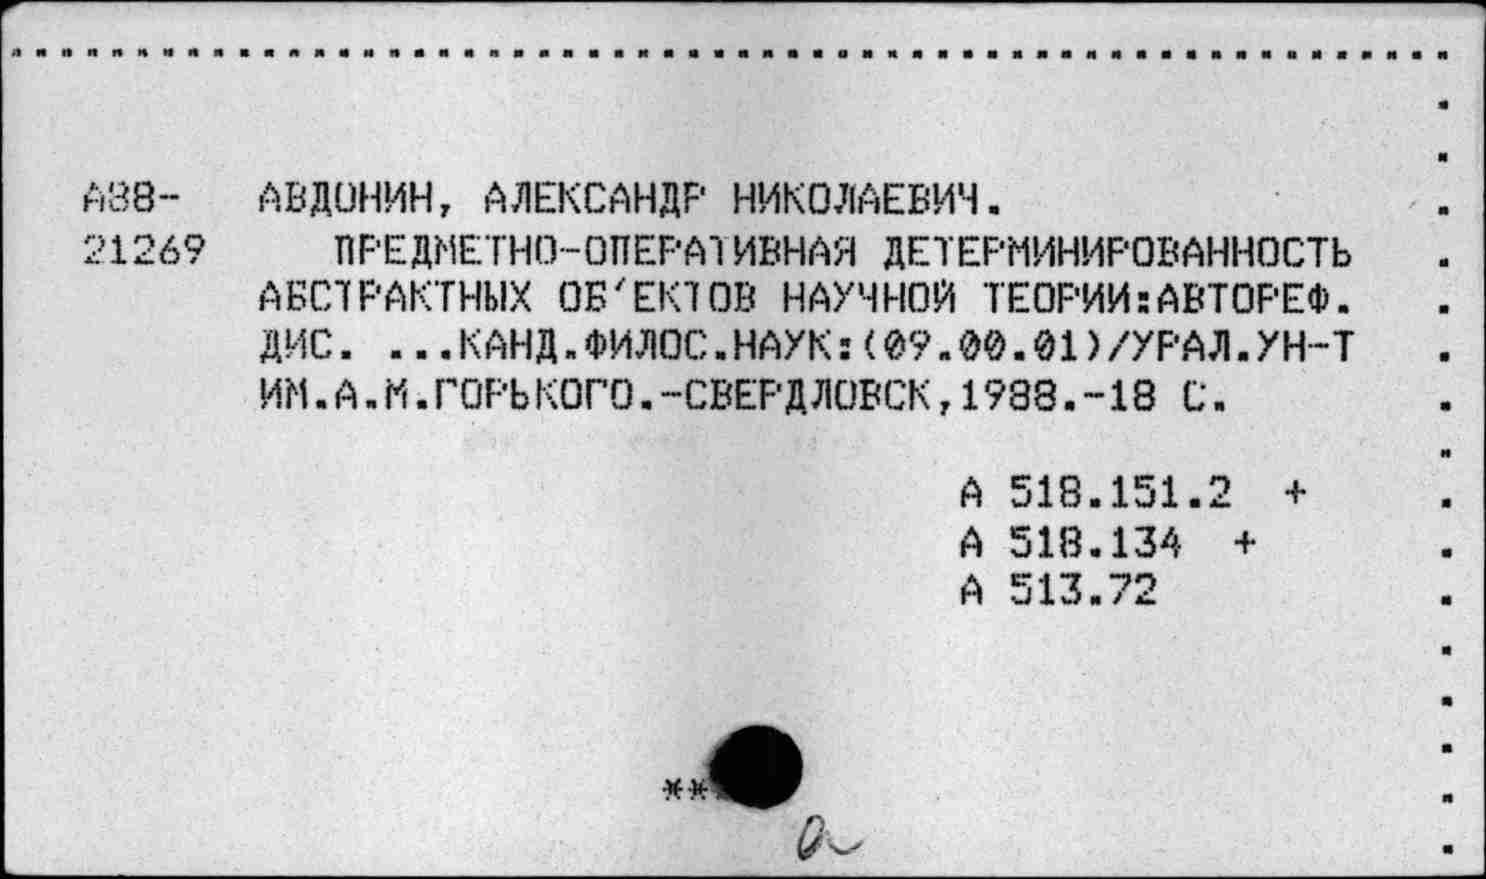 А88- АВДОНИН, АЛЕКСАНДР НИКОЛАЕВИЧ.
21269 ПРЕДМЕТНО-ОПЕРАТИВНАЯ ДЕТЕРМИНИРОВАННОСТЬ
АБСТРАКТНЫХ ОБ'ЕКТОВ НАУЧНОЙ ТЕОРИИ:АВТОРЕФ.
ДИС. ...КАНД.ФИЛОС.НАУК:(09.00.01)/УРАЛ.УН-Т
ИМ.А.М.ГОРЬКОГО.-СВЕРДЛОВСК,1988.-18 С.
А 518.151.2 +
А 518.134 +
А 513.72
**